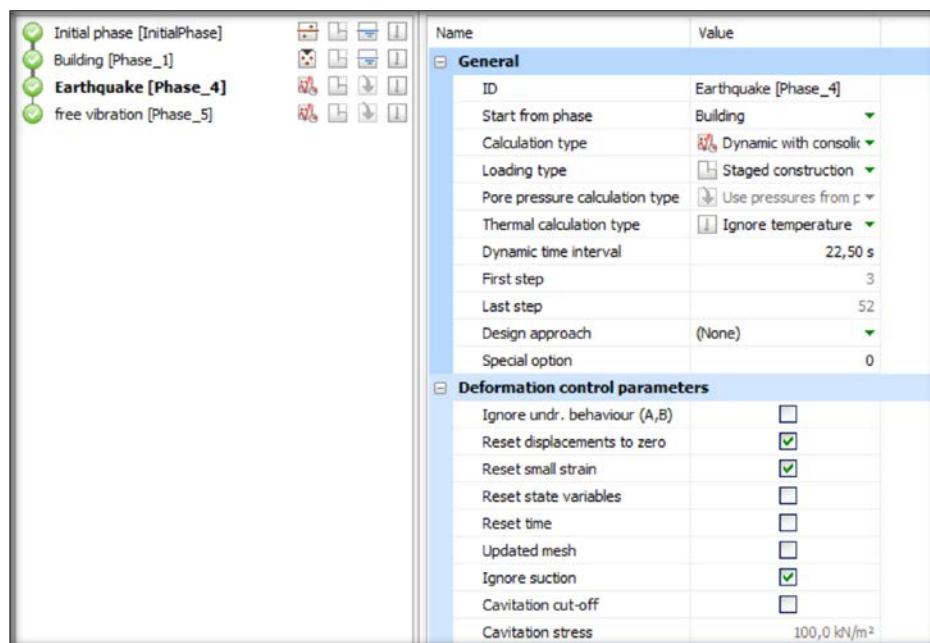 Initial phase [InitialPhase]
Building [Phase_1]
Earthquake [Phase_4]
free vibration [Phase_5]
Name Value
General
ID Earthquake [Phase_4]
Start from phase Building
Calculation type Dynamic with consolic
Loading type Staged construction
Pore pressure calculation type Use pressures from p
Thermal calculation type Ignore temperature
Dynamic time interval 22,50 s
First step 3
Last step 52
Design approach (None)
Special option 0
Deformation control parameters
Ignore undr. behaviour (A,B)
Reset displacements to zero
Reset small strain
Reset state variables
Reset time
Updated mesh
Ignore suction
Cavitation cut-off
Cavitation stress 100,0 kN/m²